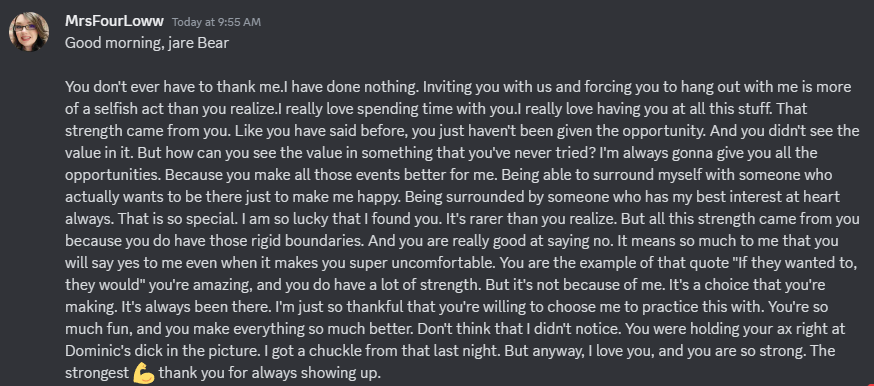 MrsFourLoww Today at 9:55 AM
Good morning, jare Bear
You don't ever have to thank me.I have done nothing. Inviting you with us and forcing you to hang out with me is more
of a selfish act than you realize.I really love spending time with you.I really love having you at all this stuff. That
strength came from you. Like you have said before, you just haven't been given the opportunity. And you didn't see the
value in it. But how can you see the value in something that you've never tried? I'm always gonna give you all the
opportunities. Because you make all those events better for me. Being able to surround myself with someone who
actually wants to be there just to make me happy. Being surrounded by someone who has my best interest at heart
always. That is so special. I am so lucky that I found you. It's rarer than you realize. But all this strength came from you
because you do have those rigid boundaries. And you are really good at saying no. It means so much to me that you
will say yes to me even when it makes you super uncomfortable. You are the example of that quote "If they wanted to,
they would" you're amazing, and you do have a lot of strength. But it's not because of me. It's a choice that you're
making. It's always been there. I'm just so thankful that you're willing to choose me to practice this with. You're so
much fun, and you make everything so much better. Don't think that I didn't notice. You were holding your ax right at
Dominic's dick in the picture. I got a chuckle from that last night. But anyway, I love you, and you are so strong. The
strongest 💪 thank you for always showing up.